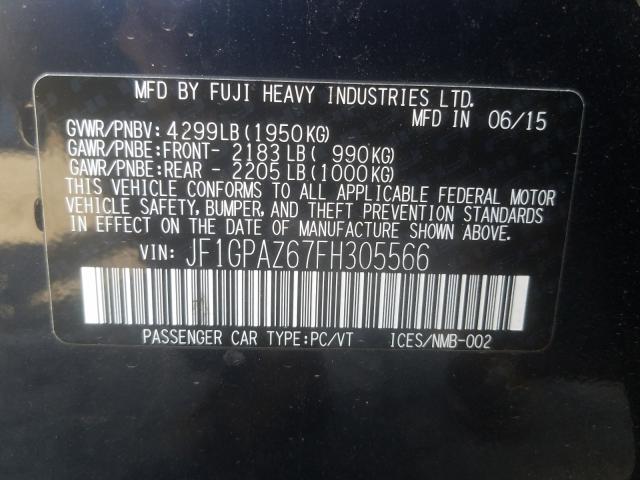 MFD BY FUJI HEAVY INDUSTRIES LTD.
MFD IN 06/15
GVWR/PNBV: 4299LB(1950KG)
GAWR/PNBE:FRONT- 2183LB( 990KG)
GAWR/PNBE:REAR - 2205LB(1000KG)
THIS VEHICLE CONFORMS TO ALL APPLICABLE FEDERAL MOTOR
VEHICLE SAFETY, BUMPER, AND THEFT PREVENTION STANDARDS
IN EFFECT ON THE DATE OF MANUFACTURE SHOWN ABOVE.
VIN: JF1GPAZ67FH305566
PASSENGER CAR TYPE:PC/VT ICES/NMB-002